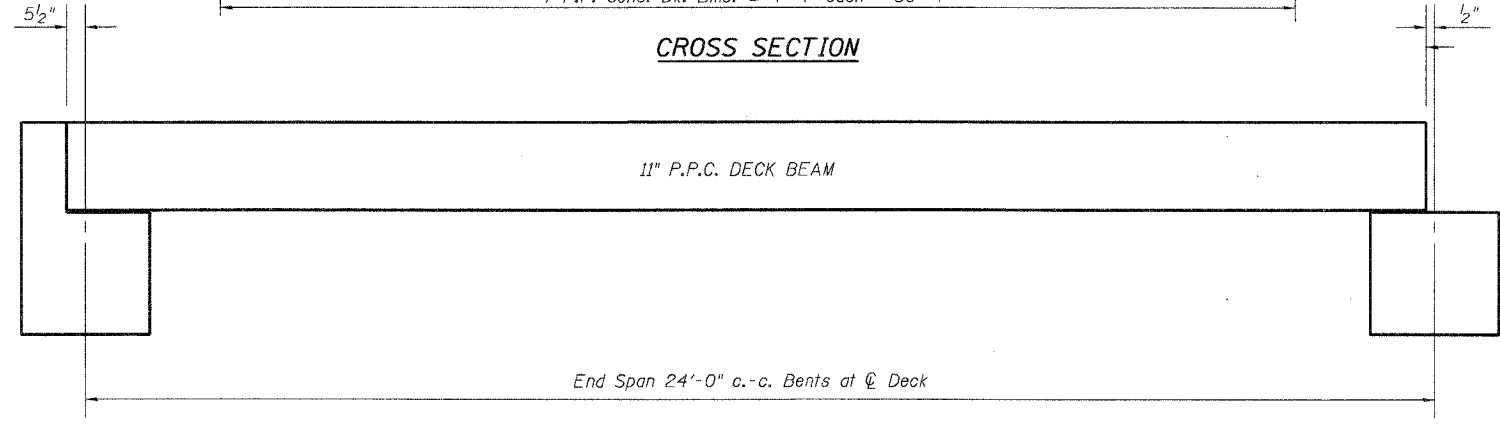 5½"
½"
CROSS SECTION
11" P.P.C. DECK BEAM
End Span 24'-0" c.-c. Bents at ℄ Deck